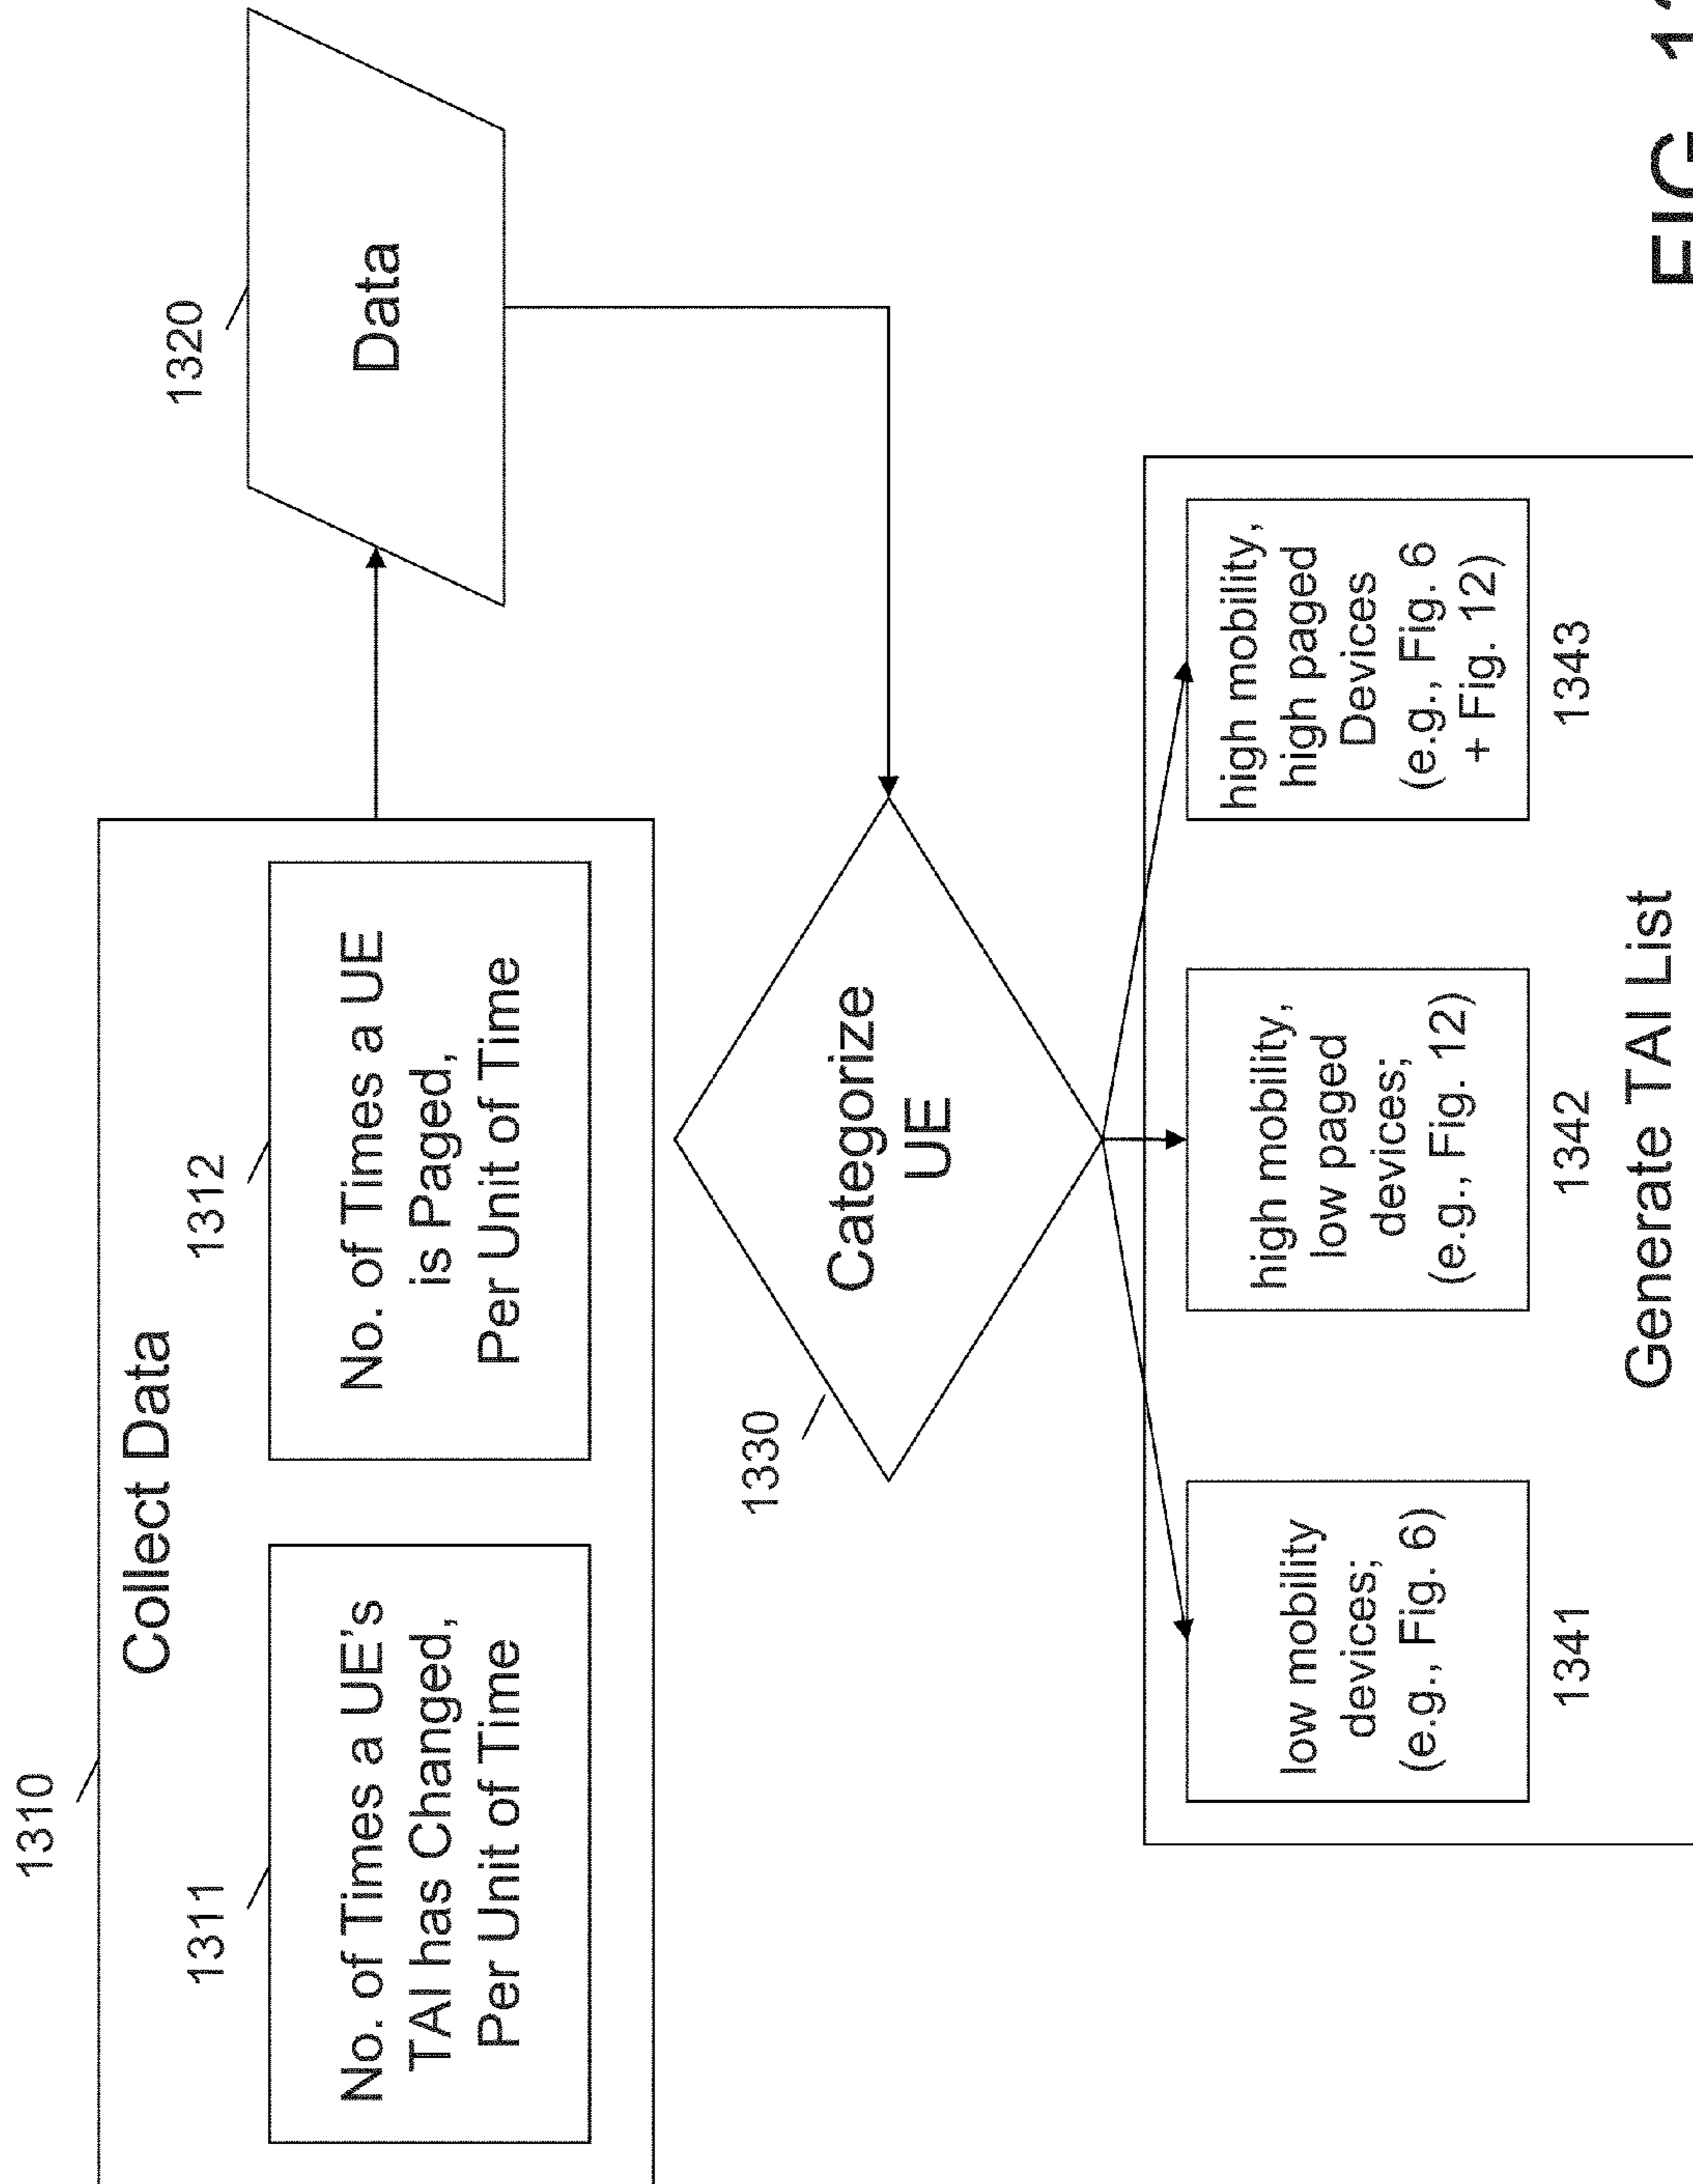 1310
Collect Data
1311
No. of Times a UE's
TAI has Changed,
Per Unit of Time
1312
No. of Times a UE
is Paged,
Per Unit of Time
1320
Data
1330
Categorize
UE
low mobility
devices;
(e.g., Fig. 6)
1341
high mobility,
low paged
devices;
(e.g., Fig. 12)
1342
high mobility,
high paged
Devices
(e.g., Fig. 6
+ Fig. 12)
1343
Generate TAI List
FIG